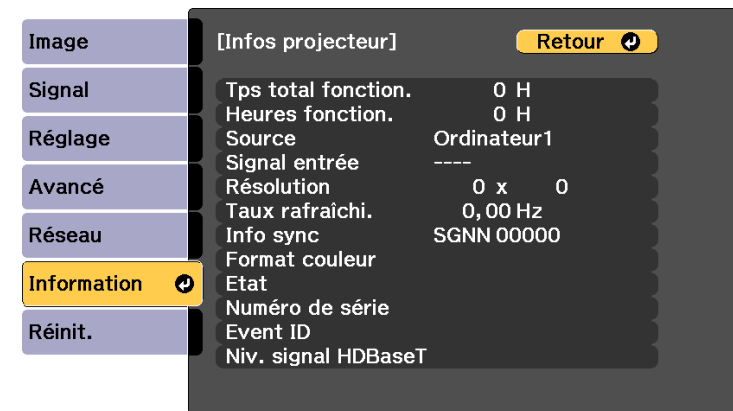 Image
Signal
Réglage
Avancé
Réseau
Information
Réinit.
[Infos projecteur] Retour
Tps total fonction. 0 H
Heures fonction. 0 H
Source Ordinateur1
Signal entrée ----
Résolution 0 x 0
Taux rafraîchi. 0,00 Hz
Info sync SGNN 00000
Format couleur
Etat
Numéro de série
Event ID
Niv. signal HDBaseT